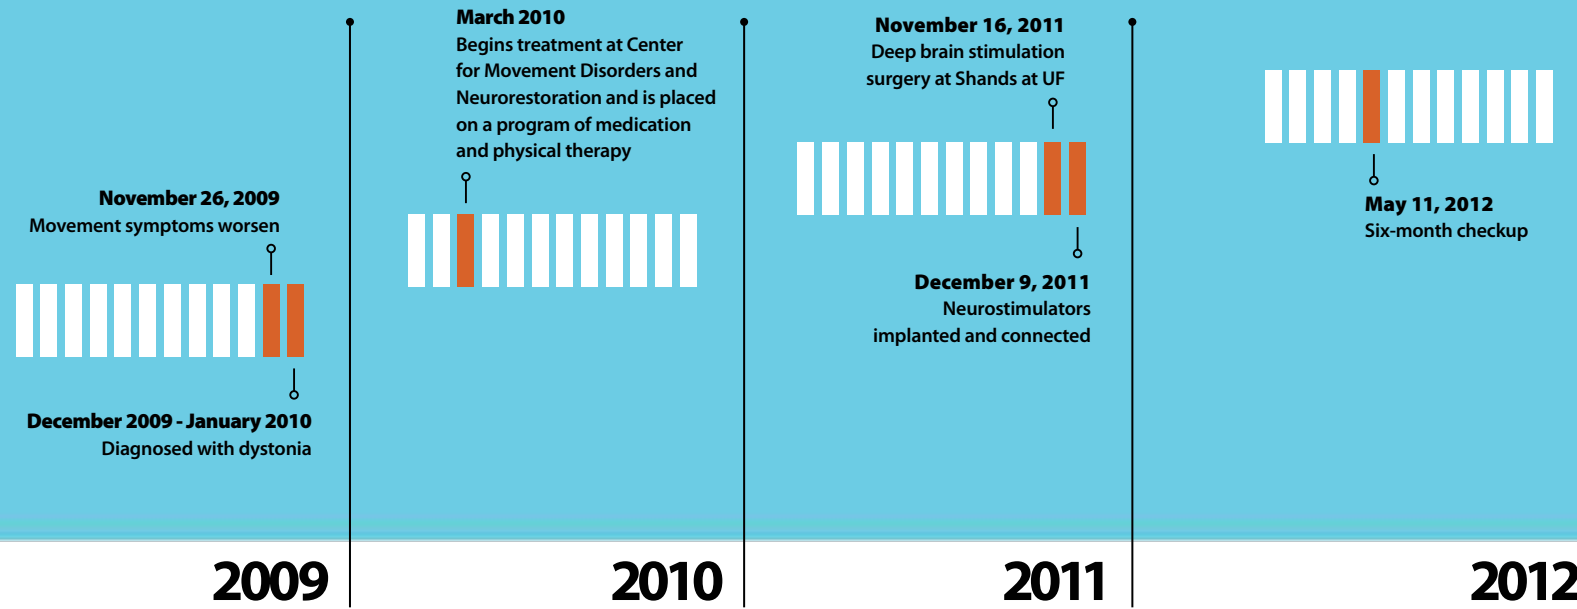 November 26, 2009
Movement symptoms worsen
December 2009 - January 2010
Diagnosed with dystonia
March 2010
Begins treatment at Center
for Movement Disorders and
Neurorestoration and is placed
on a program of medication
and physical therapy
November 16, 2011
Deep brain stimulation
surgery at Shands at UF
December 9, 2011
Neurostimulators
implanted and connected
May 11, 2012
Six-month checkup
2009
2010
2011
2012